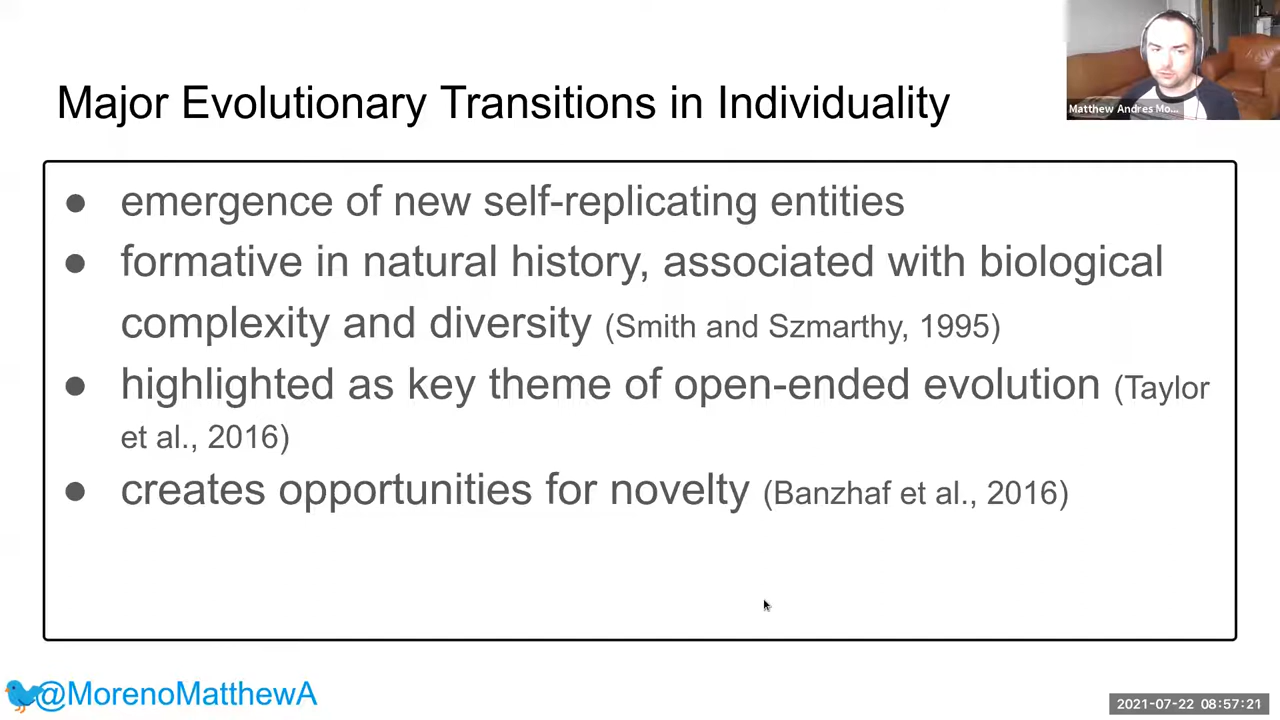 Major Evolutionary Transitions in Individuality
Matthew Andres Mo...
● emergence of new self-replicating entities
● formative in natural history, associated with biological
complexity and diversity (Smith and Szmarthy, 1995)
● highlighted as key theme of open-ended evolution (Taylor
et al., 2016)
● creates opportunities for novelty (Banzhaf et al., 2016)
@MorenoMatthewA
2021-07-22 08:57:21